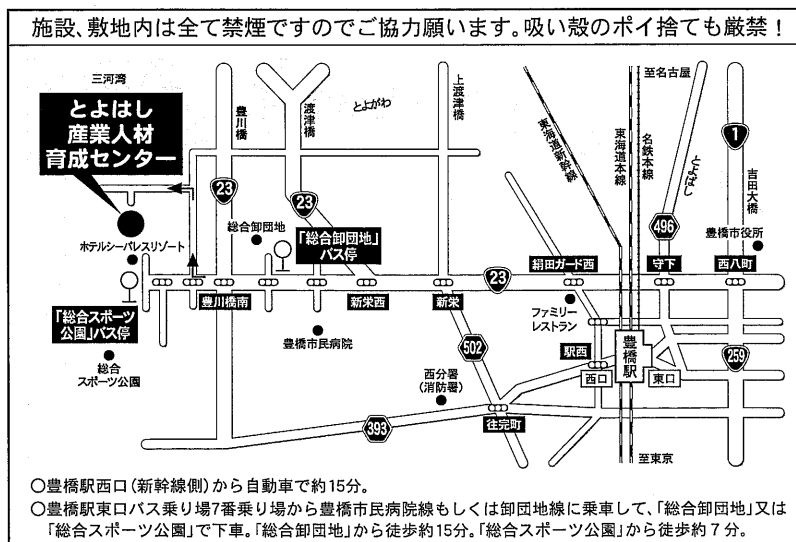 施設、敷地内は全て禁煙ですのでご協力願います。吸い殻のポイ捨ても厳禁！
三河湾
とよはし
産業人材
育成センター
豊川橋
渡津橋
とよがわ
上渡津橋
東海道新幹線
東海道本線
名鉄本線
至名古屋
とよはし
1
吉田大橋
23
23
496
豊橋市役所
総合卸団地
「総合卸団地」
バス停
ホテルシーパレスリゾート
絹田ガード西
守下
西八町
23
豊川橋南
新栄西
新栄
「総合スポーツ
公園」バス停
総合
スポーツ公園
豊橋市民病院
ファミリー
レストラン
502
駅西
豊橋駅
西口
東口
259
西分署
（消防署）
393
往完町
至東京
○豊橋駅西口（新幹線側）から自動車で約15分。
○豊橋駅東口バス乗り場7番乗り場から豊橋市民病院線もしくは卸団地線に乗車して、「総合卸団地」又は
「総合スポーツ公園」で下車。「総合卸団地」から徒歩約15分。「総合スポーツ公園」から徒歩約７分。